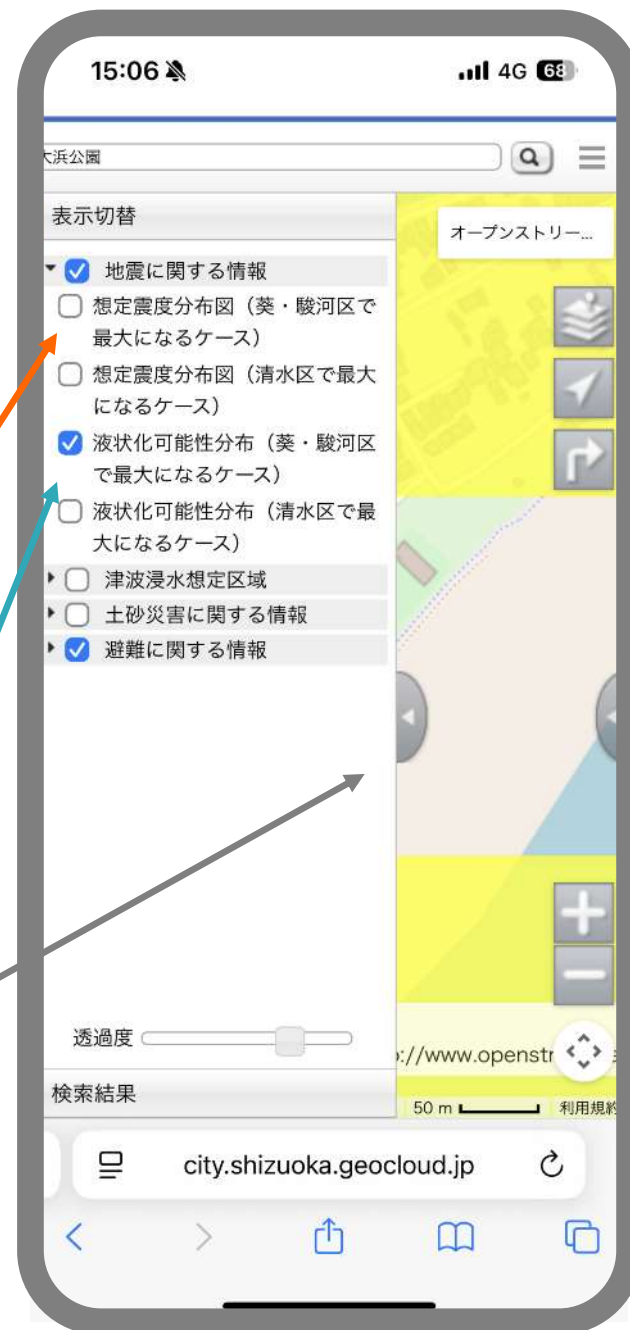 15:06
4G 68
大浜公園
表示切替
オープンストリー...
地震に関する情報
想定震度分布図（葵・駿河区で
最大になるケース）
想定震度分布図（清水区で最大
になるケース）
液状化可能性分布（葵・駿河区
で最大になるケース）
液状化可能性分布（清水区で最
大になるケース）
津波浸水想定区域
土砂災害に関する情報
避難に関する情報
透過度
://www.openstr
検索結果
50 m
利用規約
city.shizuoka.geocloud.jp